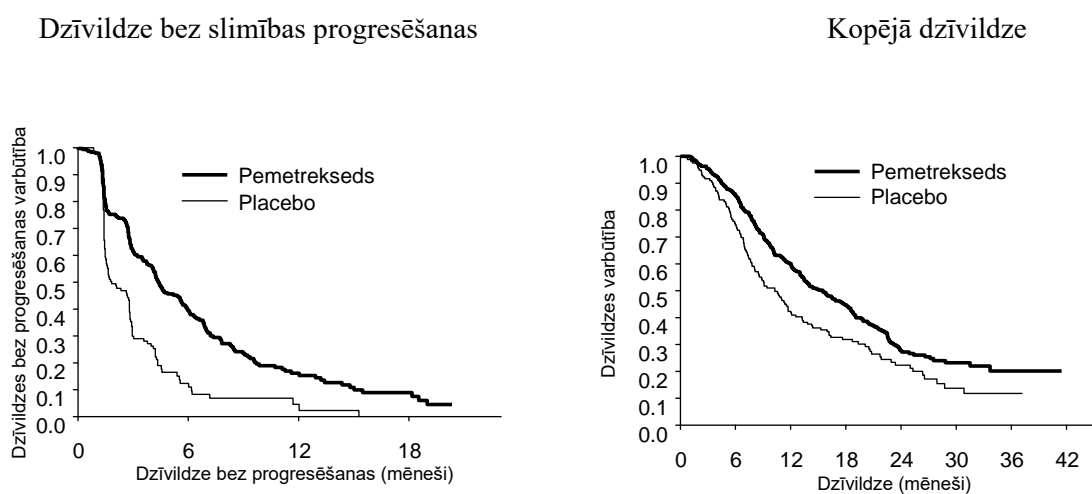 Dzīvildze bez slimības progresēšanas
Kopējā dzīvildze
Dzīvildzes bez progresēšanas varbūtība
1.0
0.9
0.8
0.7
0.6
0.5
0.4
0.3
0.2
0.1
0.0
Pemetrekseds
Placebo
0 6 12 18
Dzīvildze bez progresēšanas (mēneši)
Dzīvildzes varbūtība
1.0
0.9
0.8
0.7
0.6
0.5
0.4
0.3
0.2
0.1
0.0
Pemetrekseds
Placebo
0 6 12 18 24 30 36 42
Dzīvildze (mēneši)